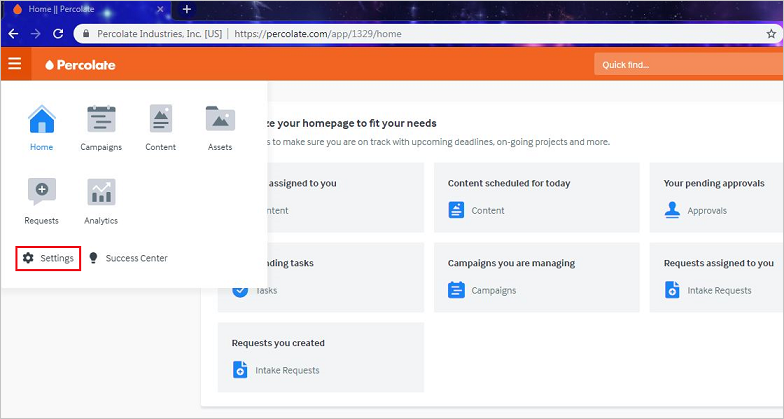 Home || Percolate
Percolate Industries, Inc. [US]
https://percolate.com/app/1329/home
Percolate
Quick find...
Home
Campaigns
Content
Assets
Requests
Analytics
Settings
Success Center
ze your homepage to fit your needs
s to make sure you are on track with upcoming deadlines, on-going projects and more.
assigned to you
ntent
Content scheduled for today
Content
Your pending approvals
Approvals
nding tasks
Tasks
Campaigns you are managing
Campaigns
Requests assigned to you
Intake Requests
Requests you created
Intake Requests